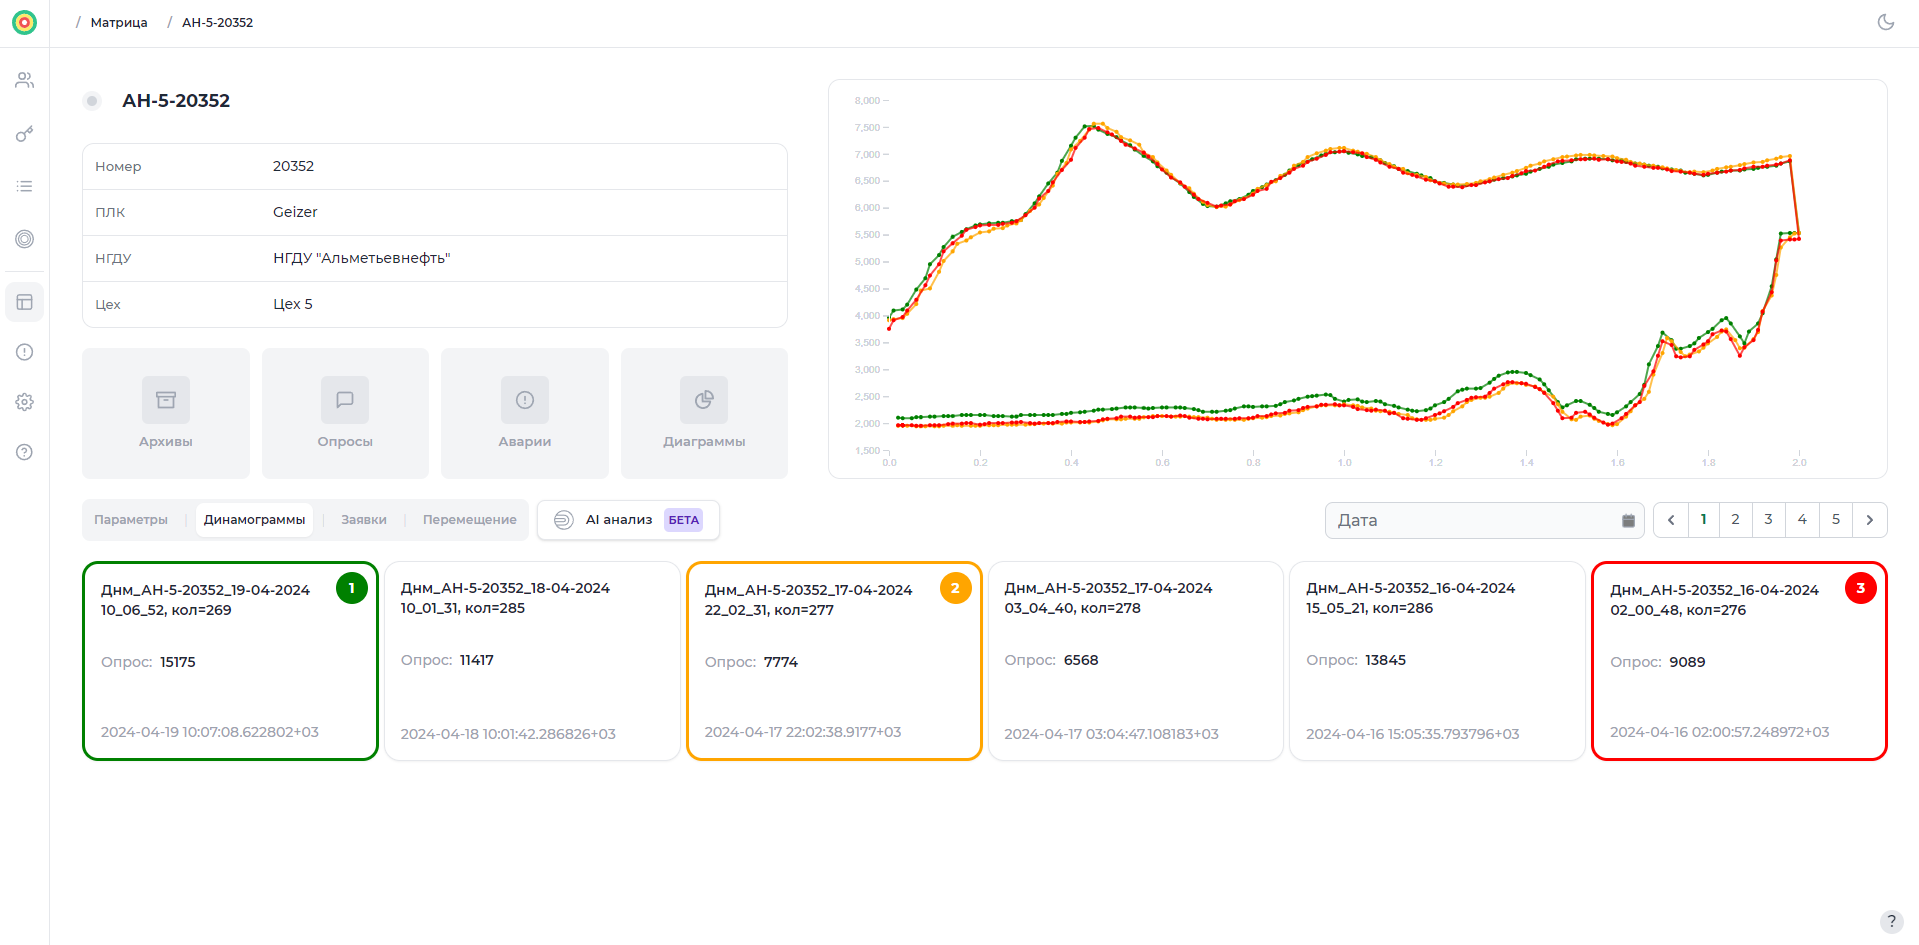 / Матрица / АН-5-20352
АН-5-20352
Номер 20352
ПЛК Geizer
НГДУ НГДУ "Альметьевнефть"
Цех Цех 5
Архивы Опросы Аварии Диаграммы
8,000
7,500
7,000
6,500
6,000
5,500
5,000
4,500
4,000
3,500
3,000
2,500
2,000
1,500
0.0 0.2 0.4 0.6 0.8 1.0 1.2 1.4 1.6 1.8 2.0
Параметры Динамограммы Заявки Перемещение AI анализ БЕТА Дата 1 2 3 4 5
Днм_АН-5-20352_19-04-2024
10_06_52, кол=269
1
Опрос: 15175
2024-04-19 10:07:08.622802+03
Днм_АН-5-20352_18-04-2024
10_01_31, кол=285
Опрос: 11417
2024-04-18 10:01:42.286826+03
Днм_АН-5-20352_17-04-2024
22_02_31, кол=277
2
Опрос: 7774
2024-04-17 22:02:38.9177+03
Днм_АН-5-20352_17-04-2024
03_04_40, кол=278
Опрос: 6568
2024-04-17 03:04:47.108183+03
Днм_АН-5-20352_16-04-2024
15_05_21, кол=286
Опрос: 13845
2024-04-16 15:05:35.793796+03
Днм_АН-5-20352_16-04-2024
02_00_48, кол=276
3
Опрос: 9089
2024-04-16 02:00:57.248972+03
?